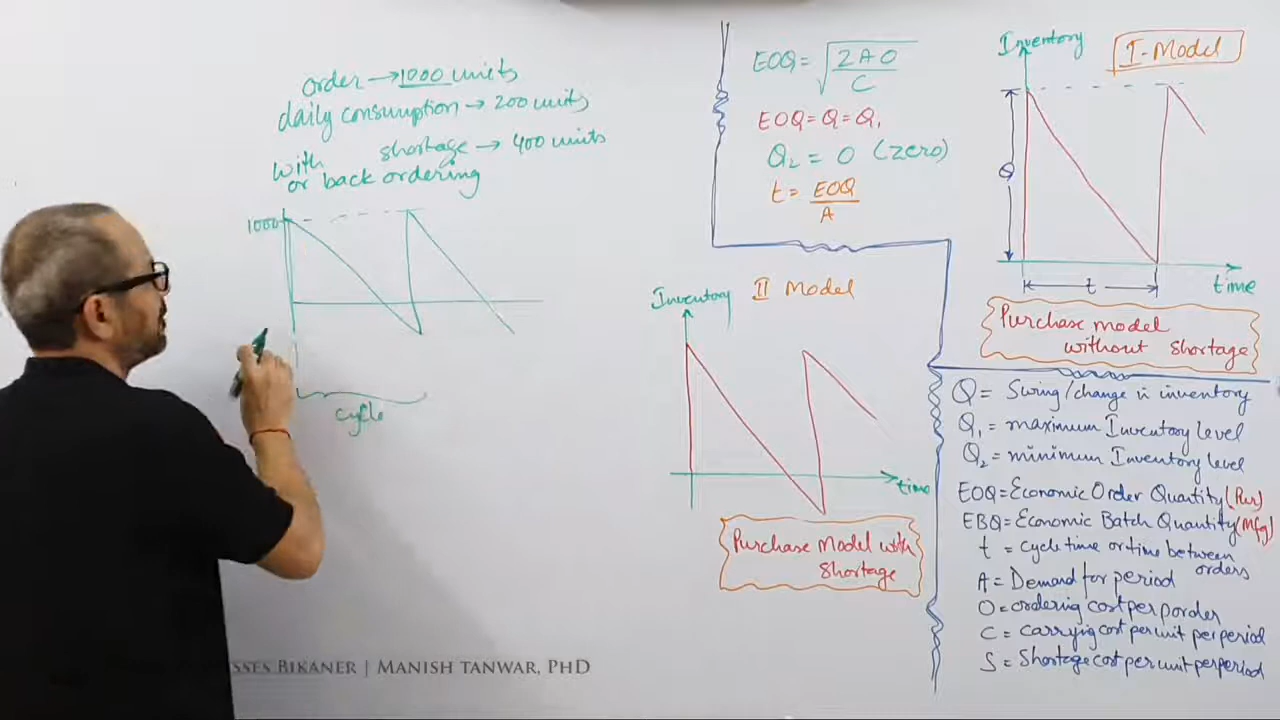 order → 1000 units
daily consumption → 200 units
shortage → 400 units
with
or back ordering
1000
cycle
EOQ = √2AO/C
EOQ = Q = Q₁
Q₂ = 0 (zero)
t = EOQ/A
Inventory
I-Model
Q
t
time
Purchase model
without shortage
Inventory
II Model
time
Purchase Model with
shortage
Q = Swing/change in inventory
Q₁ = maximum Inventory level
Q₂ = minimum Inventory level
EOQ = Economic Order Quantity (Pur)
EBQ = Economic Batch Quantity (Mfg)
t = cycle time or time between
orders
A = Demand for period
O = ordering cost per porder
C = carrying cost per unit per period
S = Shortage cost per unit per period
SSES BIKANER | MANISH TANWAR, PHD